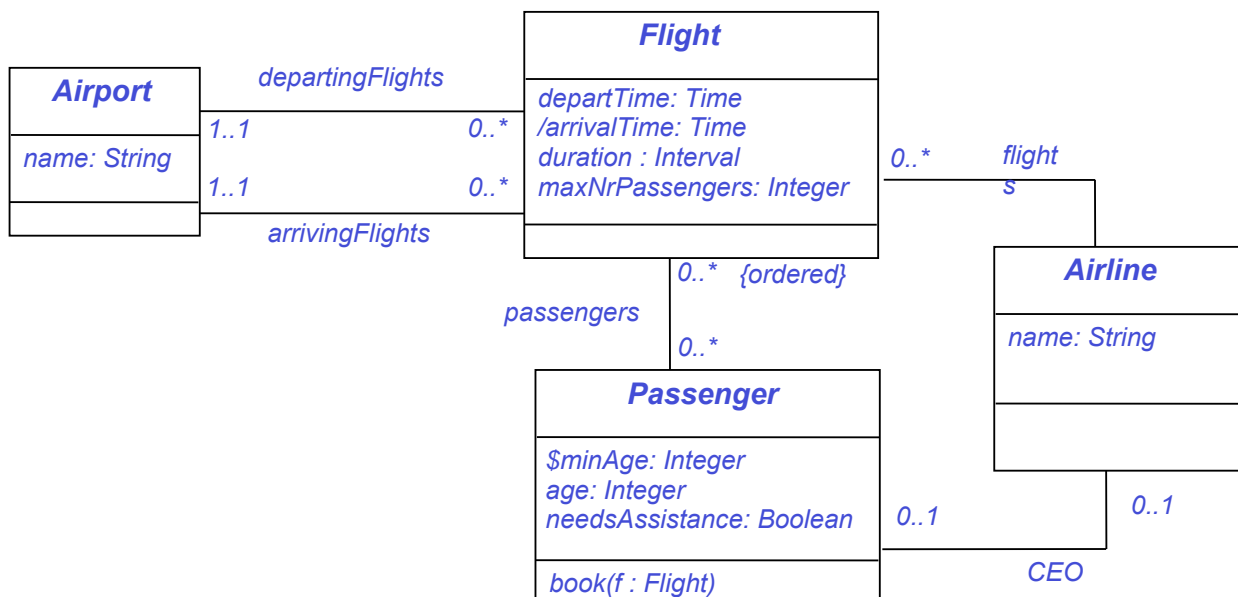 Airport
name: String
departingFlights
1..1
0..*
1..1
0..*
arrivingFlights
Flight
departTime: Time
/arrivalTime: Time
duration : Interval
maxNrPassengers: Integer
0..*
flight
s
0..* {ordered}
passengers
0..*
Airline
name: String
Passenger
$minAge: Integer
age: Integer
needsAssistance: Boolean
book(f : Flight)
0..1
0..1
CEO